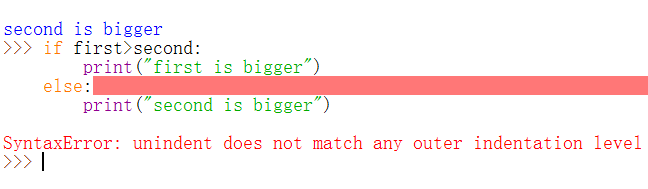 second is bigger
>>> if first>second:
        print("first is bigger")
    else:
        print("second is bigger")
SyntaxError: unindent does not match any outer indentation level
>>>